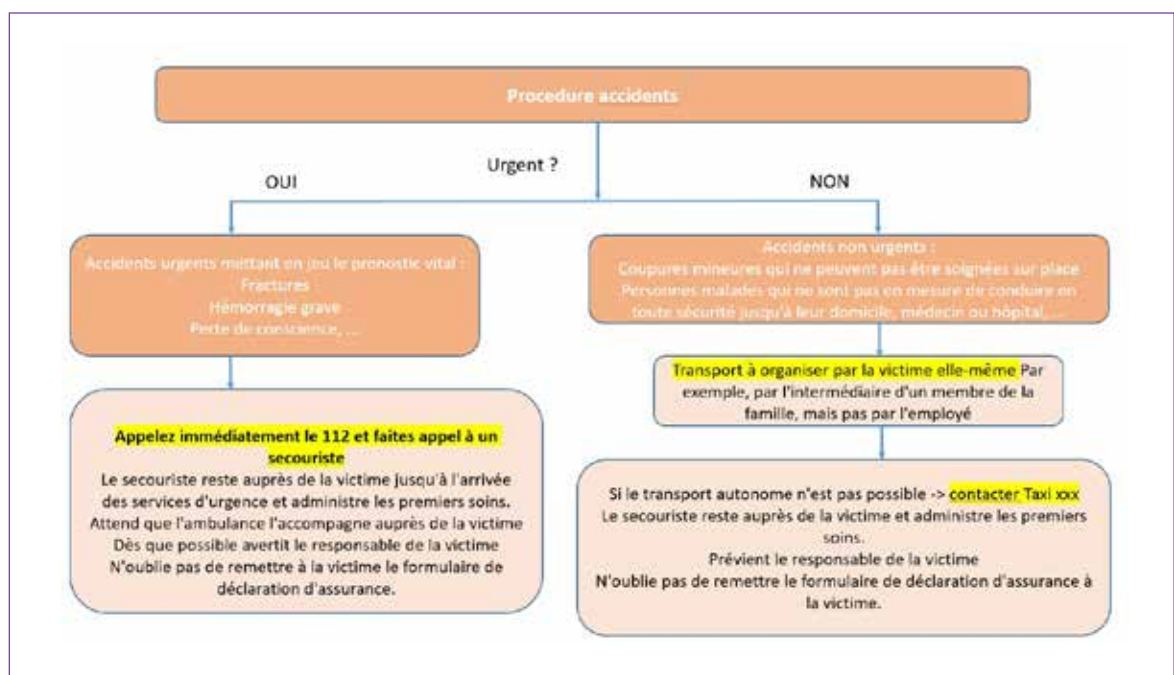 Procedure accidents
Urgent ?
OUI
NON
Accidents urgents mettant en jeu le pronostic vital :
Fractures
Hémorragie grave
Perte de conscience, ...
Appelez immédiatement le 112 et faites appel à un
secouriste
Le secouriste reste auprès de la victime jusqu'à l'arrivée
des services d'urgence et administre les premiers soins.
Attend que l'ambulance l'accompagne auprès de la victime
Dès que possible avertit le responsable de la victime
N'oublie pas de remettre à la victime le formulaire de
déclaration d'assurance.
Accidents non urgents :
Coupures mineures qui ne peuvent pas être soignées sur place
Personnes malades qui ne sont pas en mesure de conduire en
toute sécurité jusqu'à leur domicile, médecin ou hôpital, ...
Transport à organiser par la victime elle-même Par
exemple, par l'intermédiaire d'un membre de la
famille, mais pas par l'employé
Si le transport autonome n'est pas possible -> contacter Taxi xxx
Le secouriste reste auprès de la victime et administre les premiers
soins.
Prévient le responsable de la victime
N'oublie pas de remettre le formulaire de déclaration d'assurance à
la victime.